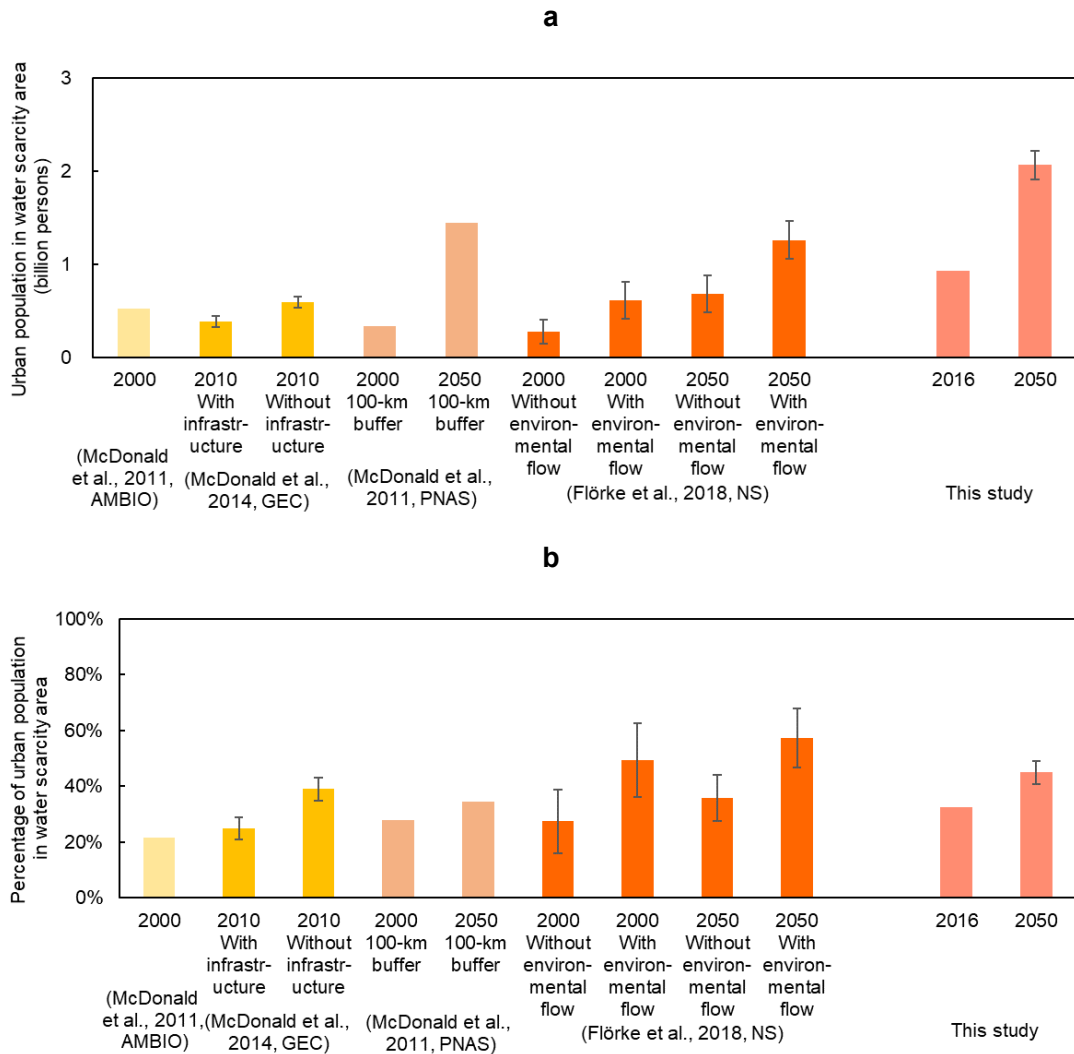 a
Urban population in water scarcity area
(billion persons)
3
2
1
0
2000
2010
With
infrastr-
ucture
2010
Without
infrastr-
ucture
2000
100-km
buffer
2050
100-km
buffer
2000
Without
environ-
mental
flow
2000
With
environ-
mental
flow
2050
Without
environ-
mental
flow
2050
With
environ-
mental
flow
2016
2050
(McDonald
et al., 2011,
AMBIO)
(McDonald et al.,
2014, GEC)
(McDonald et al.,
2011, PNAS)
(Flörke et al., 2018, NS)
This study
b
Percentage of urban population
in water scarcity area
100%
80%
60%
40%
20%
0%
2000
2010
With
infrastr-
ucture
2010
Without
infrastr-
ucture
2000
100-km
buffer
2050
100-km
buffer
2000
Without
environ-
mental
flow
2000
With
environ-
mental
flow
2050
Without
environ-
mental
flow
2050
With
environ-
mental
flow
2016
2050
(McDonald
et al., 2011,
AMBIO)
(McDonald et al.,
2014, GEC)
(McDonald et al.,
2011, PNAS)
(Flörke et al., 2018, NS)
This study